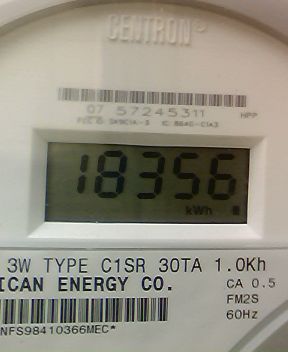 CENTRON®
07 57245311 HPP
18356
kWh
3W TYPE C1SR 30TA 1.0Kh
ICAN ENERGY CO. CA 0.5
FM2S
NFS98410366MEC* 60Hz